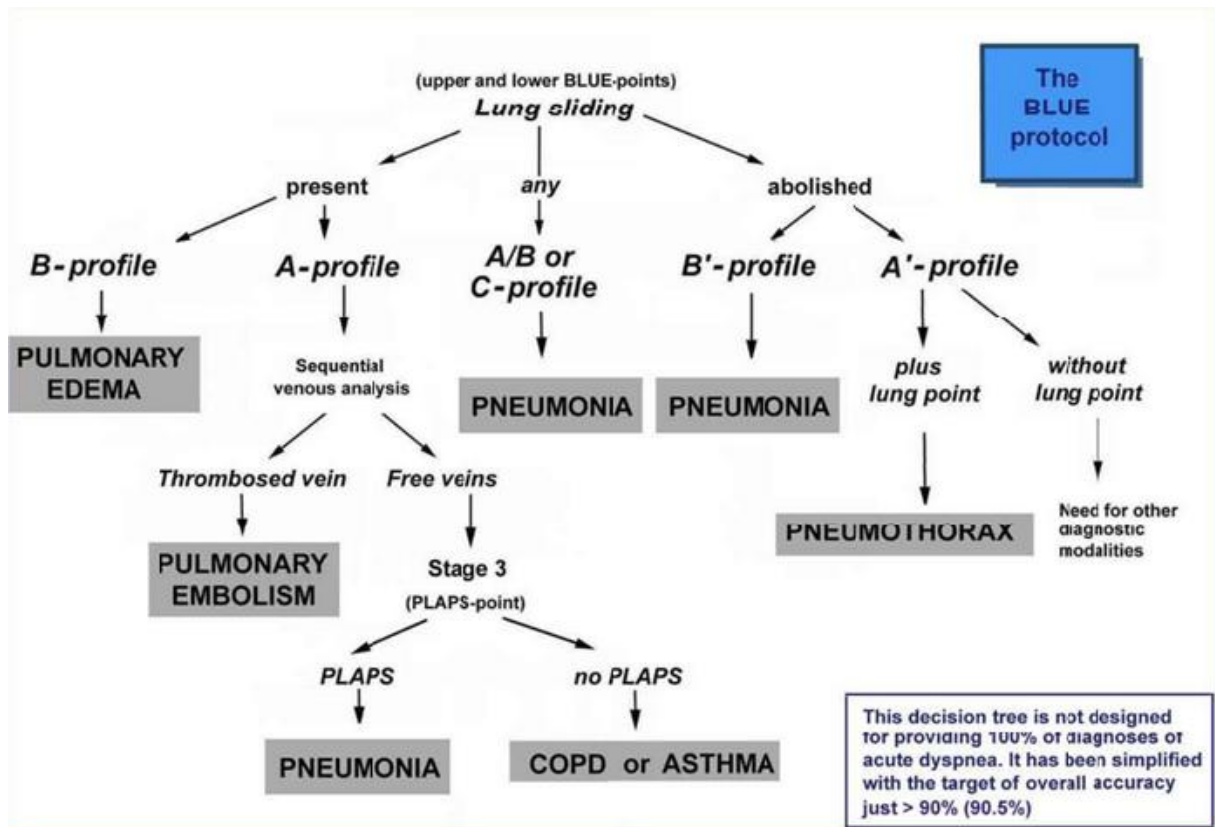 (upper and lower BLUE-points)
Lung sliding
The
BLUE
protocol
present
any
abolished
B-profile
A-profile
A/B or
C-profile
B'-profile
A'-profile
PULMONARY
EDEMA
Sequential
venous analysis
PNEUMONIA
PNEUMONIA
plus
lung point
without
lung point
Thrombosed vein
Free veins
PULMONARY
EMBOLISM
Stage 3
(PLAPS-point)
PNEUMOTHORAX
Need for other
diagnostic
modalities
PLAPS
no PLAPS
PNEUMONIA
COPD or ASTHMA
This decision tree is not designed
for providing 100% of diagnoses of
acute dyspnea. It has been simplified
with the target of overall accuracy
just > 90% (90.5%)